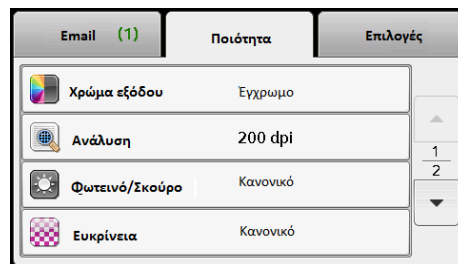 Email (1) Ποιότητα Επιλογές
Χρώμα εξόδου Έγχρωμο
Ανάλυση 200 dpi
Φωτεινό/Σκούρο Κανονικό
Ευκρίνεια Κανονικό
1
2